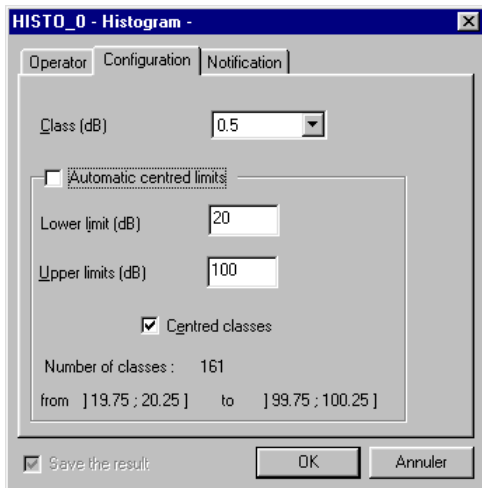 HISTO_0 - Histogram -
Operator Configuration Notification
Class (dB) 0.5
Automatic centred limits
Lower limit (dB) 20
Upper limits (dB) 100
Centred classes
Number of classes : 161
from ] 19.75 ; 20.25 ] to ] 99.75 ; 100.25 ]
Save the result OK Annuler